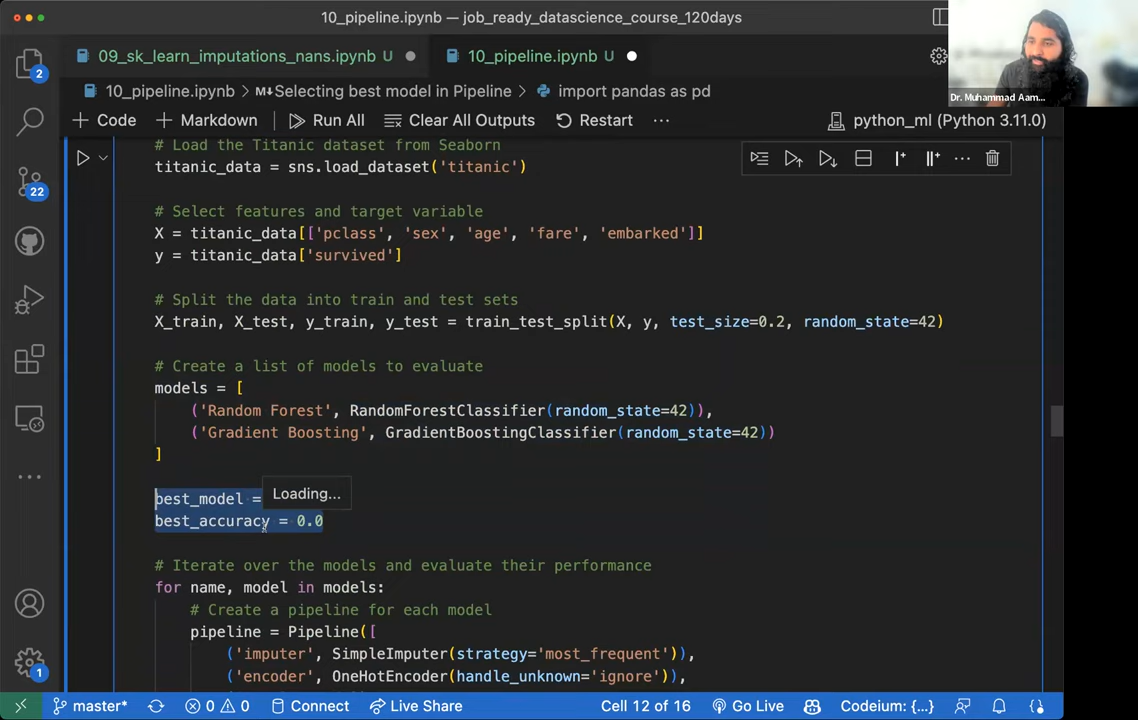 10_pipeline.ipynb — job_ready_datascience_course_120days
09_sk_learn_imputations_nans.ipynb U
10_pipeline.ipynb U
10_pipeline.ipynb > M↓Selecting best model in Pipeline > import pandas as pd
+ Code + Markdown Run All Clear All Outputs Restart ... python_ml (Python 3.11.0)
Dr. Muhammad Aam...
# Load the Titanic dataset from Seaborn
titanic_data = sns.load_dataset('titanic')
# Select features and target variable
X = titanic_data[['pclass', 'sex', 'age', 'fare', 'embarked']]
y = titanic_data['survived']
# Split the data into train and test sets
X_train, X_test, y_train, y_test = train_test_split(X, y, test_size=0.2, random_state=42)
# Create a list of models to evaluate
models = [
('Random Forest', RandomForestClassifier(random_state=42)),
('Gradient Boosting', GradientBoostingClassifier(random_state=42))
]
best_model =
Loading...
best_accuracy = 0.0
# Iterate over the models and evaluate their performance
for name, model in models:
# Create a pipeline for each model
pipeline = Pipeline([
('imputer', SimpleImputer(strategy='most_frequent')),
('encoder', OneHotEncoder(handle_unknown='ignore')),
2
22
1
master* 0 0 Connect Live Share Cell 12 of 16 Go Live Codeium: {...}